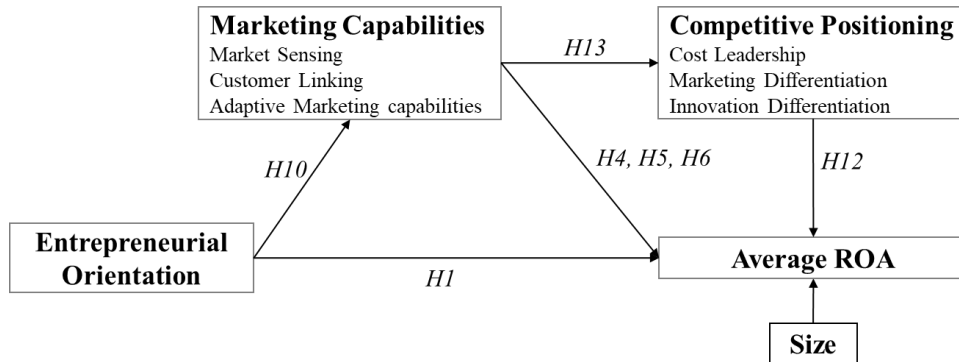 Marketing Capabilities
Market Sensing
Customer Linking
Adaptive Marketing capabilities
H13
Competitive Positioning
Cost Leadership
Marketing Differentiation
Innovation Differentiation
H10
H4, H5, H6
H12
Entrepreneurial
Orientation
H1
Average ROA
Size